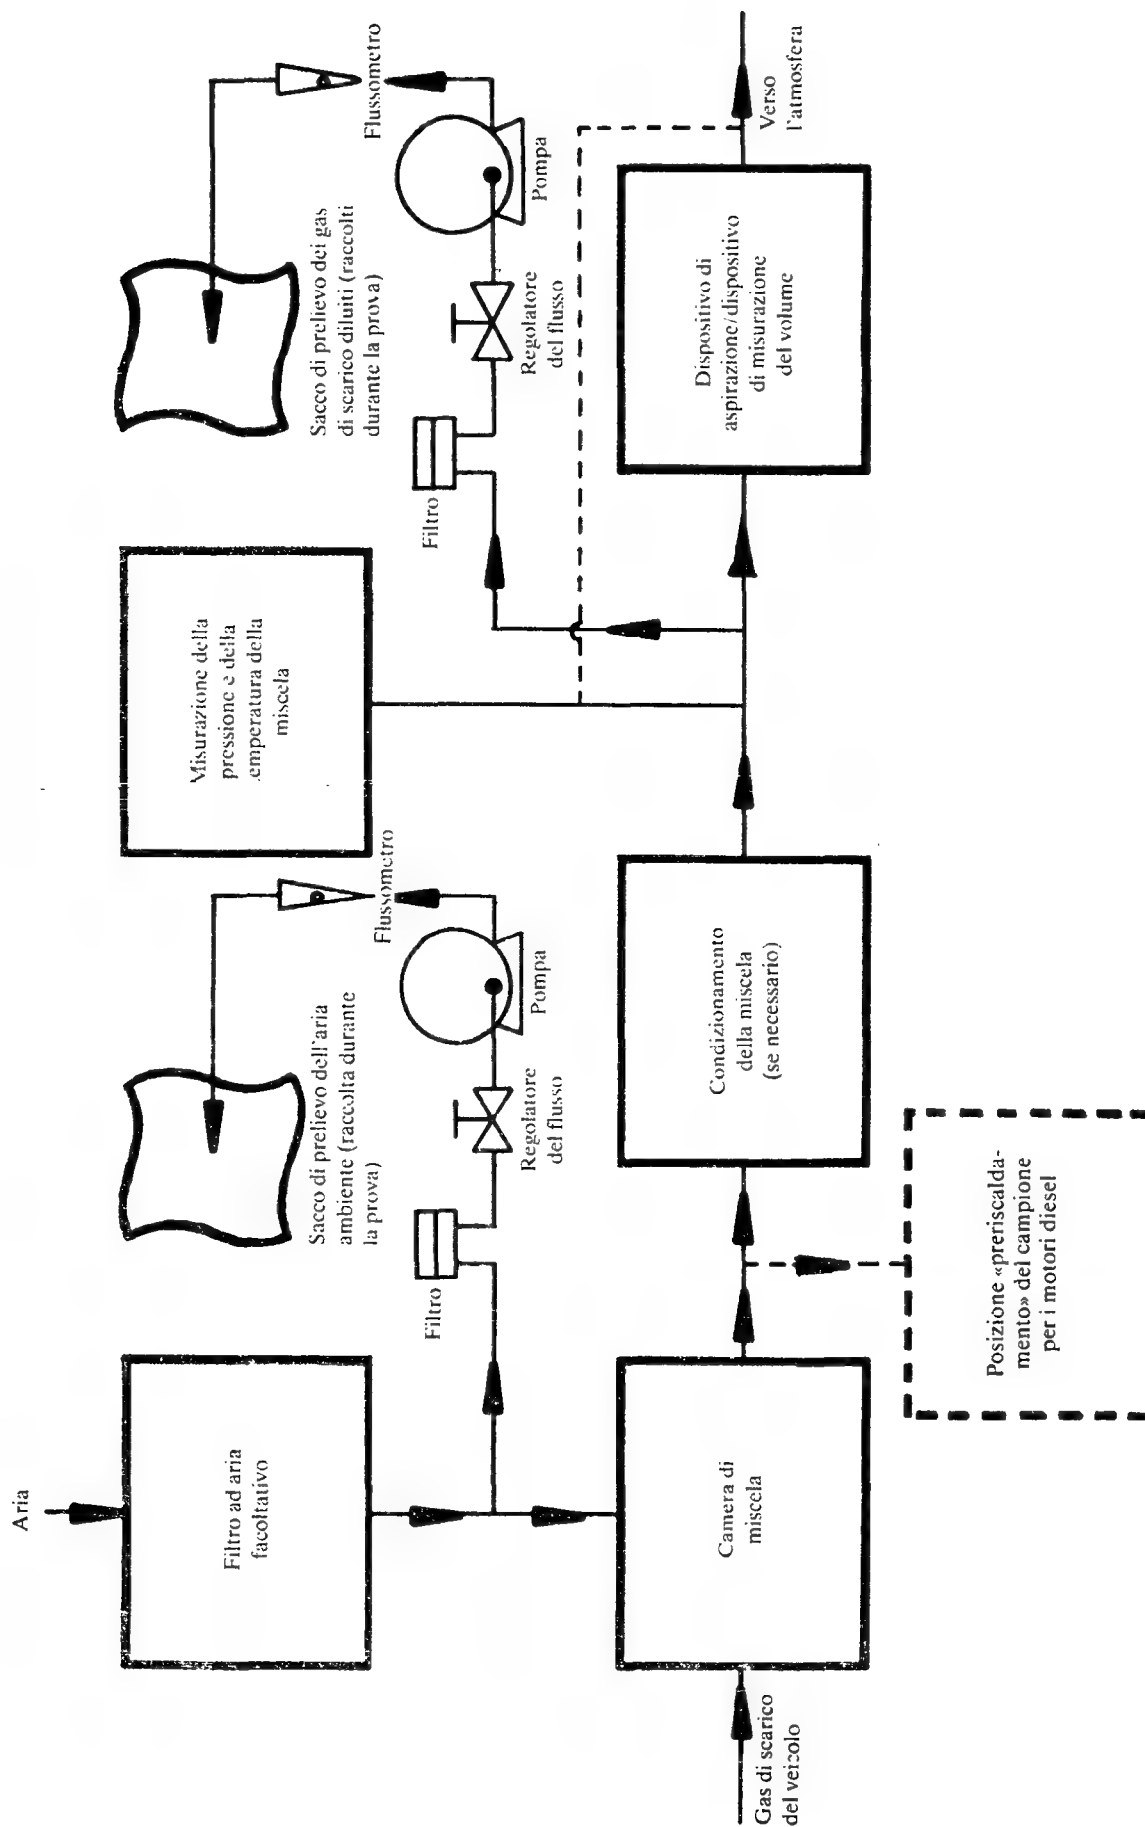 Aria
Filtro ad aria
facoltativo
Sacco di prelievo dell'aria
ambiente (raccolta durante
la prova)
Flussometro
Filtro
Regolatore
del flusso
Pompa
Misurazione della
pressione e della
.emperatura della
miscela
Sacco di prelievo dei gas
di scarico diluiti (raccolti
durante la prova)
Flussometro
Filtro
Regolatore
del flusso
Pompa
Gas di scarico
del veicolo
Camera di
miscela
Condizionamento
della miscela
(se necessario)
Dispositivo di
aspirazione/dispositivo
di misurazione
del volume
Verso
l'atmosfera
Posizione «preriscalda-
mento» del campione
per i motori diesel